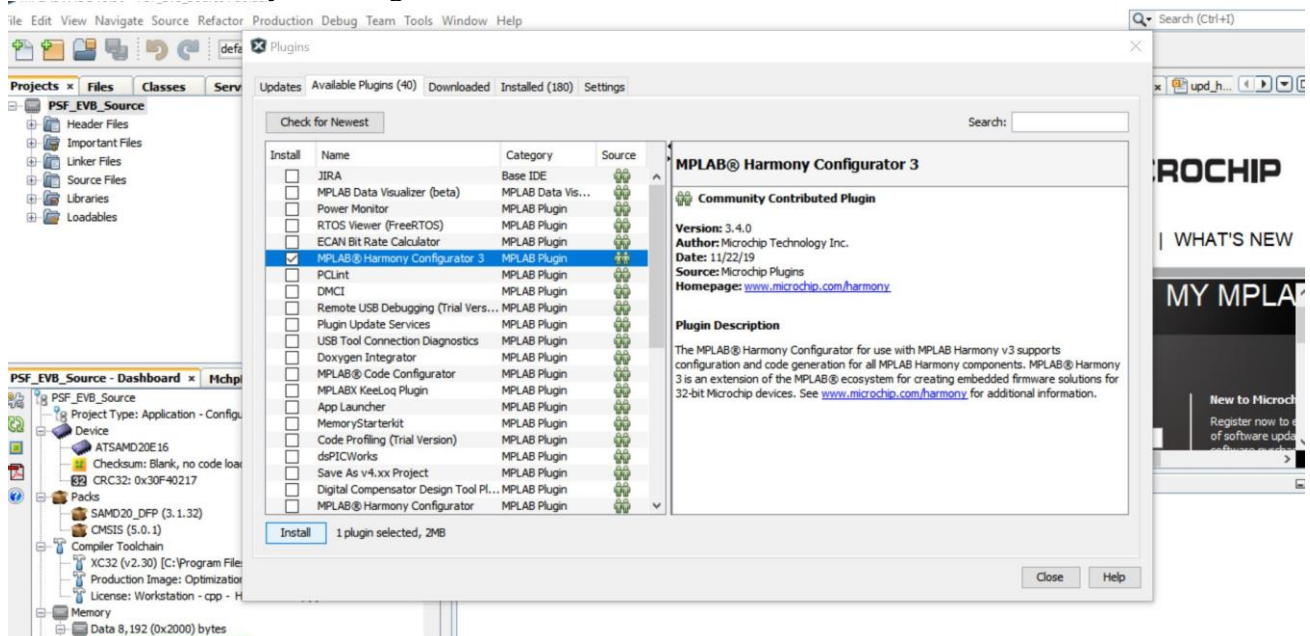 File Edit View Navigate Source Refactor Production Debug Team Tools Window Help
Search (Ctrl+I)
Plugins
Projects Files Classes
upd_h...
Updates Available Plugins (40) Downloaded Installed (180) Settings
Check for Newest
Search:
Install Name Category Source
JIRA Base IDE
MPLAB Data Visualizer (beta) MPLAB Data Vis...
Power Monitor MPLAB Plugin
RTOS Viewer (FreeRTOS) MPLAB Plugin
ECAN Bit Rate Calculator MPLAB Plugin
MPLAB® Harmony Configurator 3 MPLAB Plugin
PCLint MPLAB Plugin
DMCI MPLAB Plugin
Remote USB Debugging (Trial Vers... MPLAB Plugin
Plugin Update Services MPLAB Plugin
USB Tool Connection Diagnostics MPLAB Plugin
Doxygen Integrator MPLAB Plugin
MPLAB® Code Configurator MPLAB Plugin
MPLABX KeeLoq Plugin MPLAB Plugin
App Launcher MPLAB Plugin
MemoryStarterkit MPLAB Plugin
Code Profiling (Trial Version) MPLAB Plugin
dsPICWorks MPLAB Plugin
Save As v4.xx Project MPLAB Plugin
Digital Compensator Design Tool Pl... MPLAB Plugin
MPLAB® Harmony Configurator MPLAB Plugin
Install 1 plugin selected, 2MB
MPLAB® Harmony Configurator 3
Community Contributed Plugin
Version: 3.4.0
Author: Microchip Technology Inc.
Date: 11/22/19
Source: Microchip Plugins
Homepage: www.microchip.com/harmony
Plugin Description
The MPLAB® Harmony Configurator for use with MPLAB Harmony v3 supports
configuration and code generation for all MPLAB Harmony components. MPLAB® Harmony
3 is an extension of the MPLAB® ecosystem for creating embedded firmware solutions for
32-bit Microchip devices. See www.microchip.com/harmony for additional information.
Close Help
PSF_EVB_Source
Header Files
Important Files
Linker Files
Source Files
Libraries
Loadables
PSF_EVB_Source - Dashboard
PSF_EVB_Source
Project Type: Application - Configu
Device
ATSAMD20E16
Checksum: Blank, no code load
CRC32: 0x30F40217
Packs
SAMD20_DFP (3.1.32)
CMSIS (5.0.1)
Compiler Toolchain
XC32 (v2.30) [C:\Program File
Production Image: Optimization
License: Workstation - cpp - H
Memory
Data 8,192 (0x2000) bytes
ROCHIP
| WHAT'S NEW
MY MPLA
New to Microch
Register now to e
of software upda